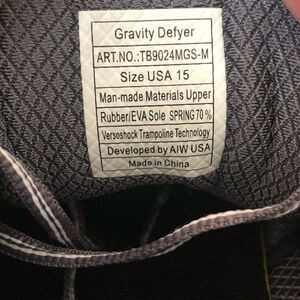 Gravity Defyer
ART.NO.:TB9024MGS-M
Size USA 15
Man-made Materials Upper
Rubber/EVA Sole SPRING 70 %
Versoshock Trampoline Technology
Developed by AIW USA
Made in China